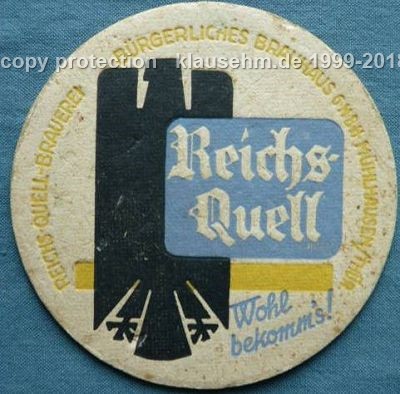 copy protection klausehm.de 1999-2018
REICHS QUELL-BRAUEREI BÜRGERLICHES BRAUHAUS GMBH MÜHLHAUSEN/THÜR
Reichs-
Quell
Wohl
bekomm's!